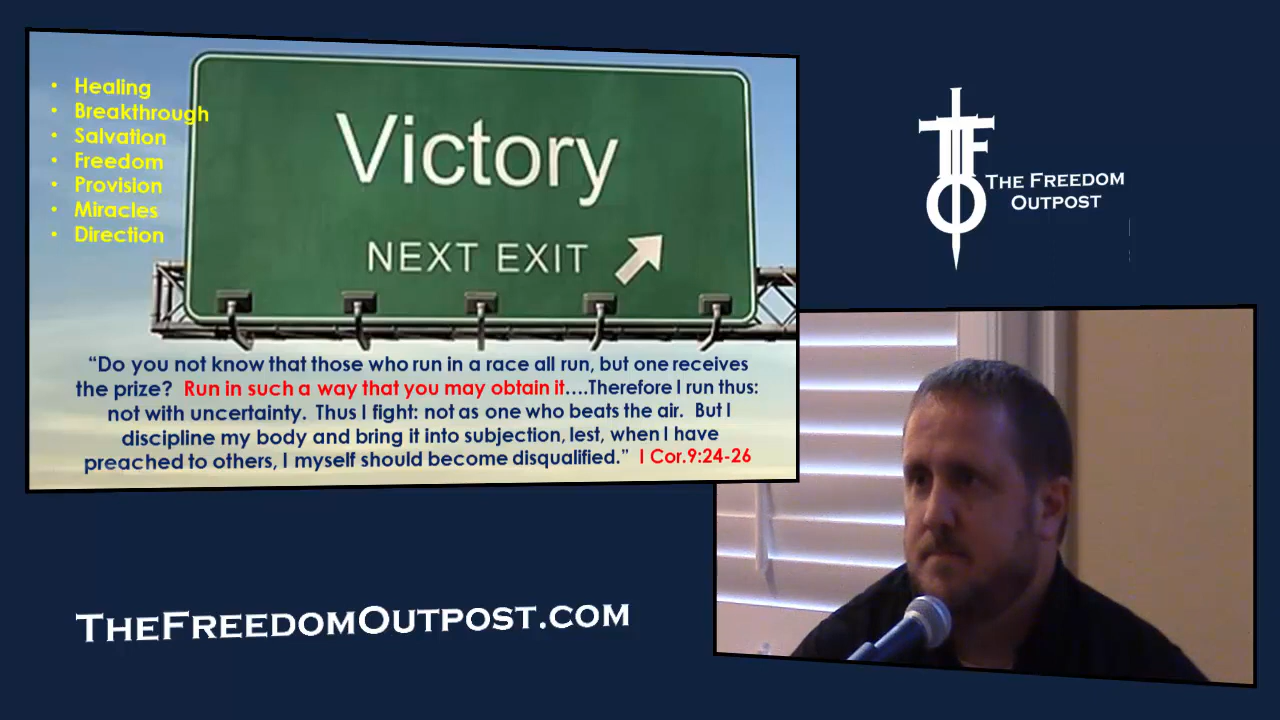 • Healing
• Breakthrough
• Salvation
• Freedom
• Provision
• Miracles
• Direction
Victory
NEXT EXIT
“Do you not know that those who run in a race all run, but one receives
the prize? Run in such a way that you may obtain it....Therefore I run thus:
not with uncertainty. Thus I fight: not as one who beats the air. But I
discipline my body and bring it into subjection, lest, when I have
preached to others, I myself should become disqualified.” I Cor.9:24-26
TFO
The Freedom
Outpost
TheFreedomOutpost.com